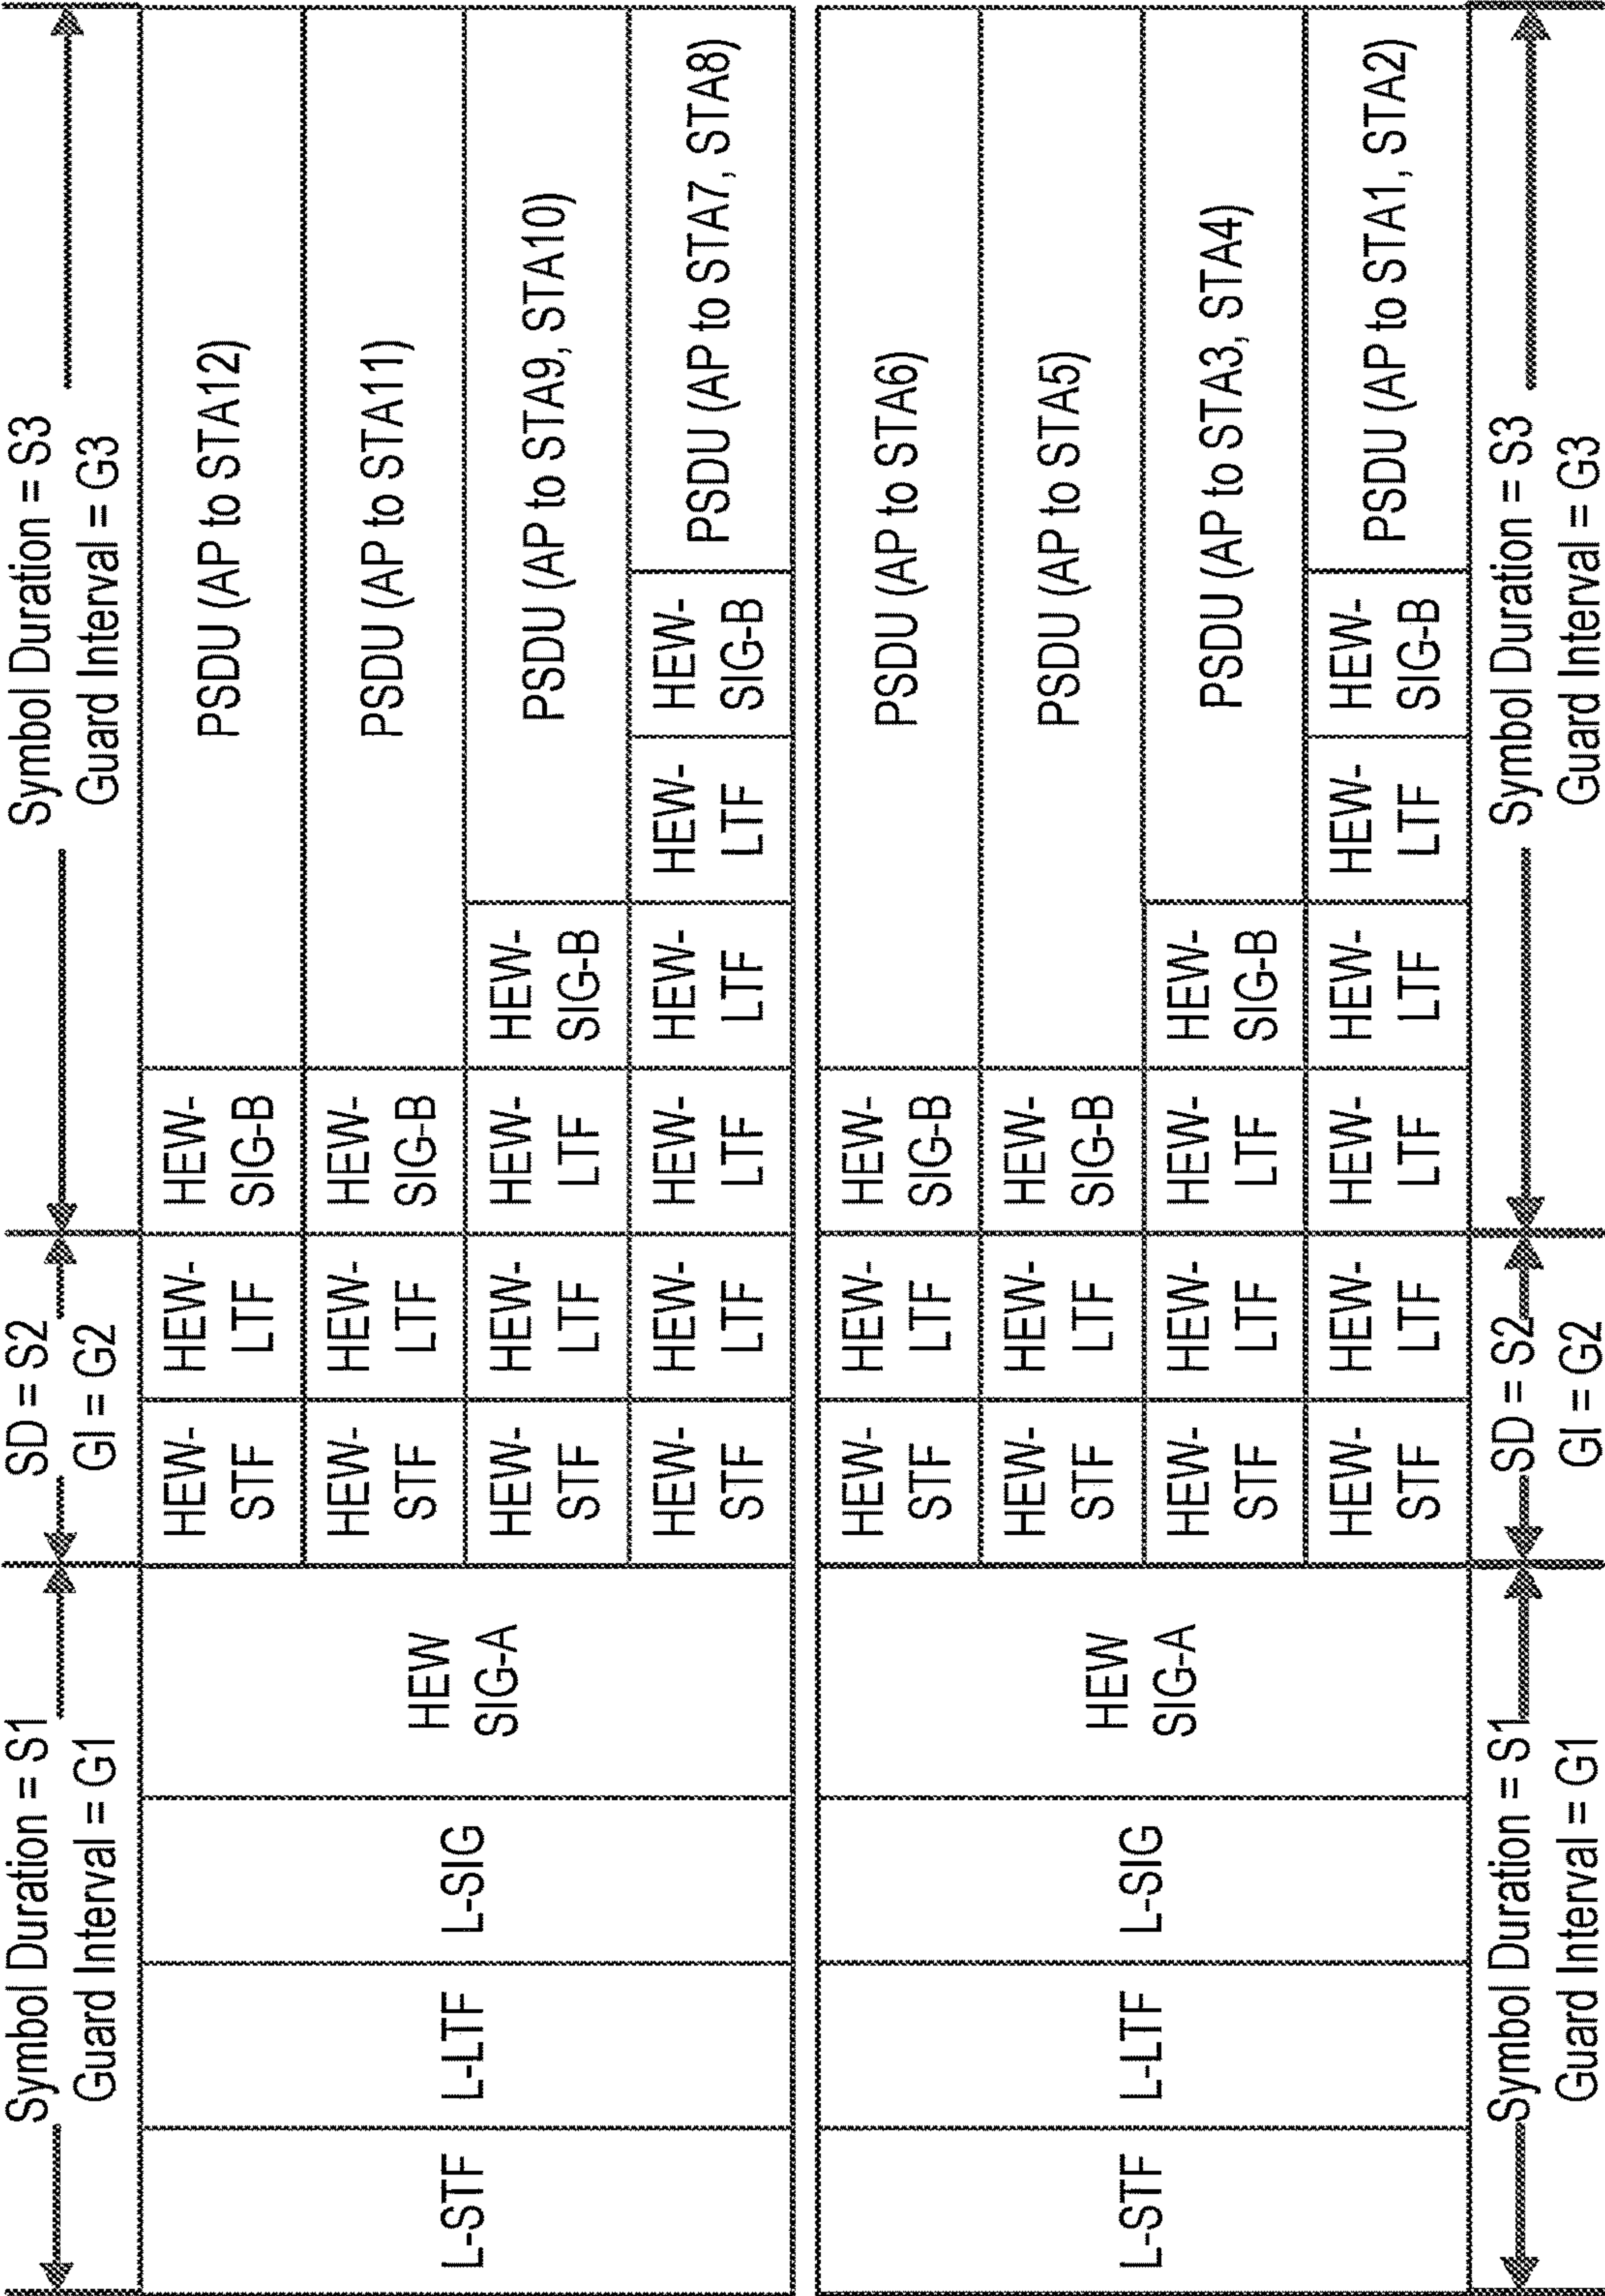 Symbol Duration = S1
Guard Interval = G1
SD = S2
GI = G2
Symbol Duration = S3
Guard Interval = G3
L-STF
L-LTF
L-SIG
HEW
SIG-A
HEW-
STF
HEW-
LTF
HEW-
SIG-B
PSDU (AP to STA12)
HEW-
STF
HEW-
LTF
HEW-
SIG-B
PSDU (AP to STA11)
HEW-
STF
HEW-
LTF
HEW-
LTF
HEW-
SIG-B
PSDU (AP to STA9, STA10)
HEW-
STF
HEW-
LTF
HEW-
LTF
HEW-
LTF
HEW-
LTF
HEW-
SIG-B
PSDU (AP to STA7, STA8)
L-STF
L-LTF
L-SIG
HEW
SIG-A
HEW-
STF
HEW-
LTF
HEW-
SIG-B
PSDU (AP to STA6)
HEW-
STF
HEW-
LTF
HEW-
SIG-B
PSDU (AP to STA5)
HEW-
STF
HEW-
LTF
HEW-
LTF
HEW-
SIG-B
PSDU (AP to STA3, STA4)
HEW-
STF
HEW-
LTF
HEW-
LTF
HEW-
LTF
HEW-
LTF
HEW-
SIG-B
PSDU (AP to STA1, STA2)
Symbol Duration = S1
Guard Interval = G1
SD = S2
GI = G2
Symbol Duration = S3
Guard Interval = G3